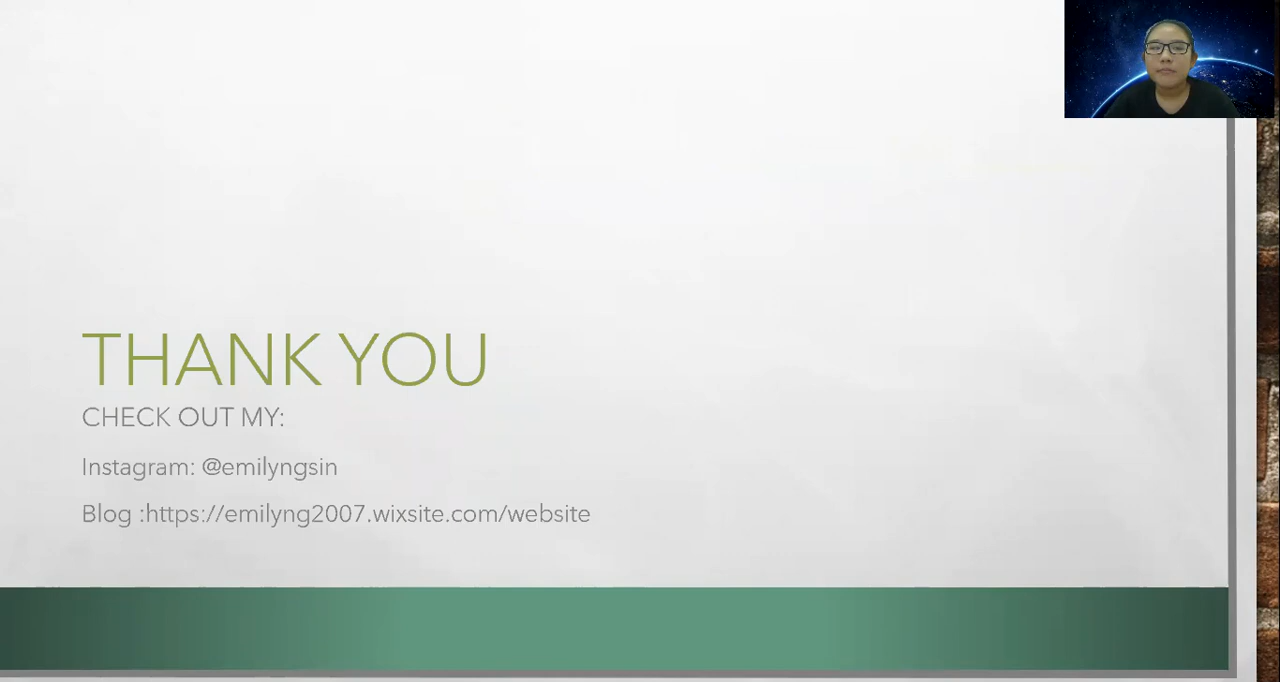 THANK YOU
CHECK OUT MY:
Instagram: @emilyngsin
Blog :https://emilyng2007.wixsite.com/website